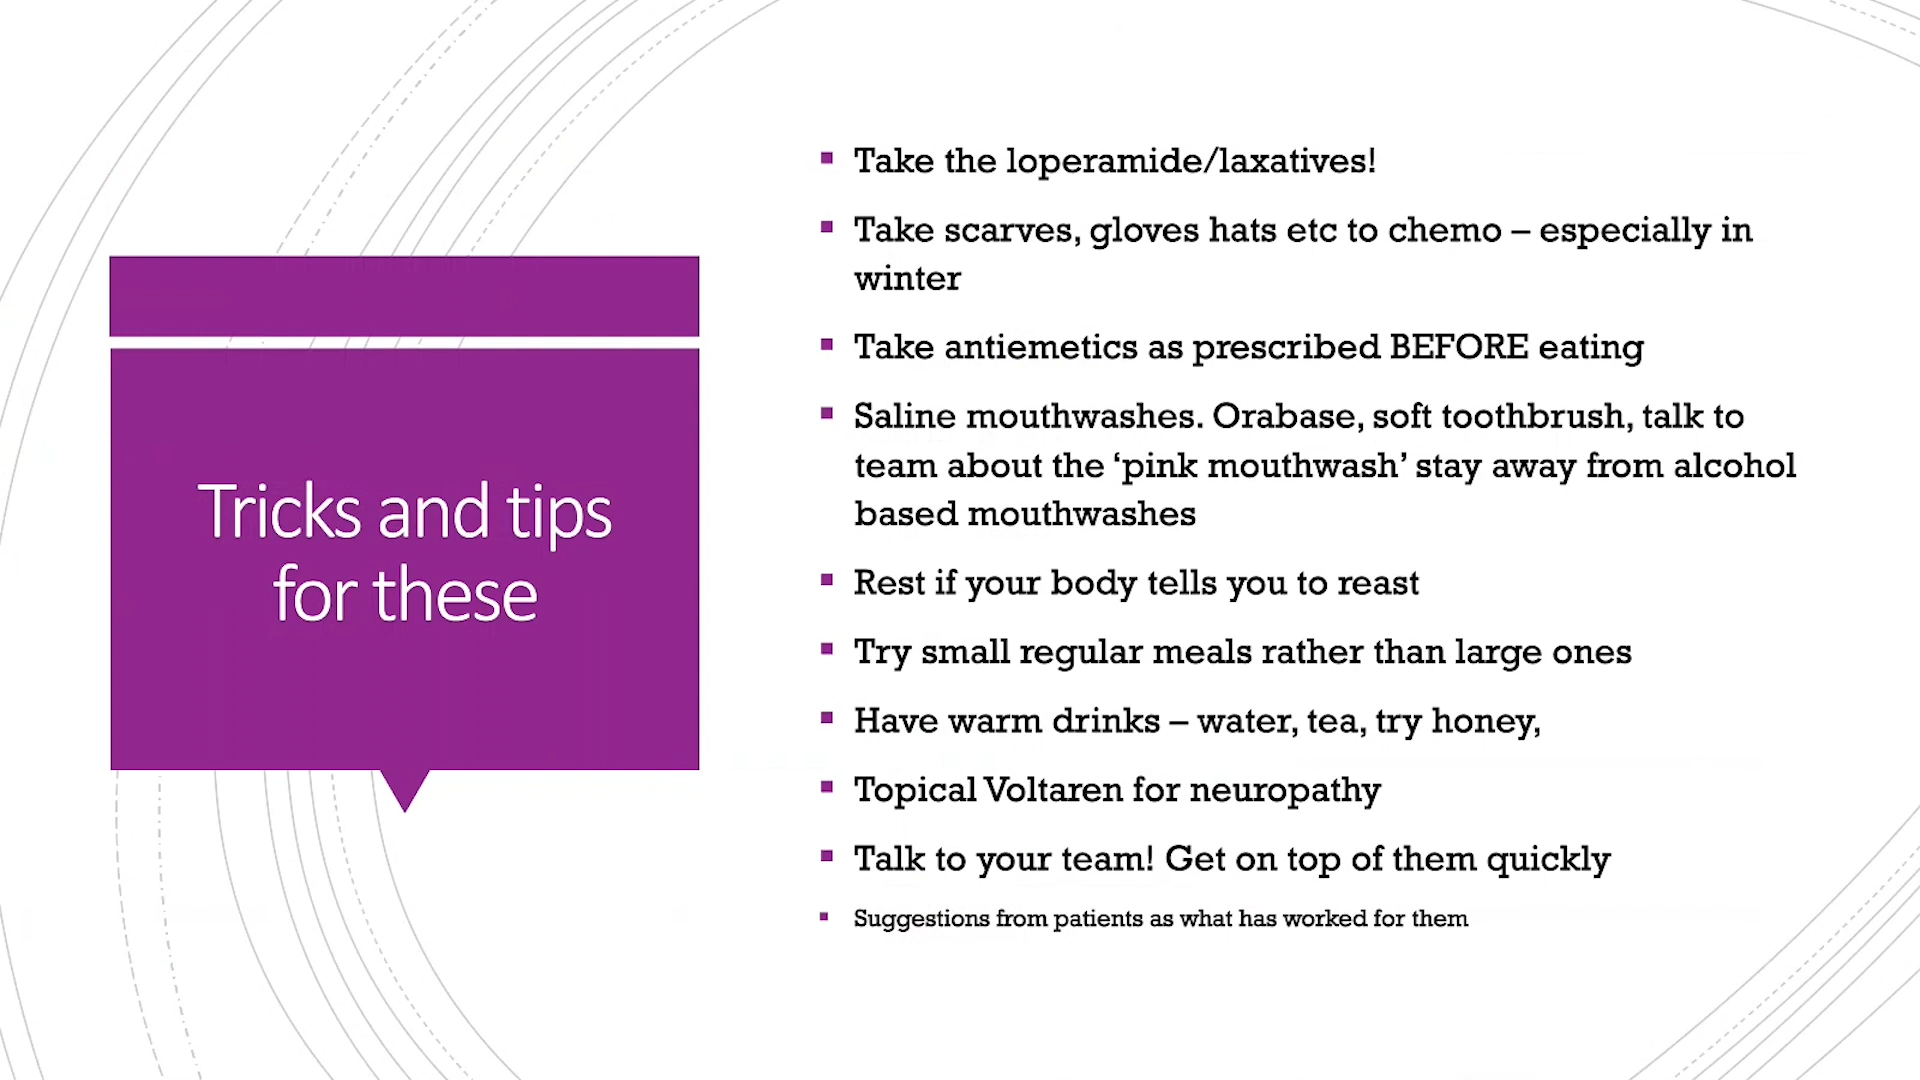 Tricks and tips
for these
Take the loperamide/laxatives!
Take scarves, gloves hats etc to chemo – especially in
winter
Take antiemetics as prescribed BEFORE eating
Saline mouthwashes. Orabase, soft toothbrush, talk to
team about the ‘pink mouthwash’ stay away from alcohol
based mouthwashes
Rest if your body tells you to reast
Try small regular meals rather than large ones
Have warm drinks – water, tea, try honey,
Topical Voltaren for neuropathy
Talk to your team! Get on top of them quickly
Suggestions from patients as what has worked for them